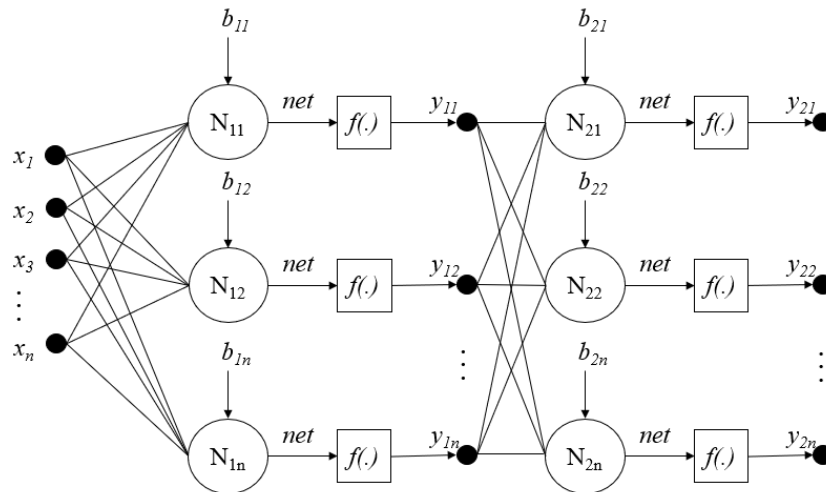 b11 b21
net y11 net y21
N11 f(.) N21 f(.)
x1
b12 b22
x2
net y12 net y22
x3
N12 f(.) N22 f(.)
⋮
xn
b1n ⋮ b2n ⋮
net y1n net y2n
N1n f(.) N2n f(.)